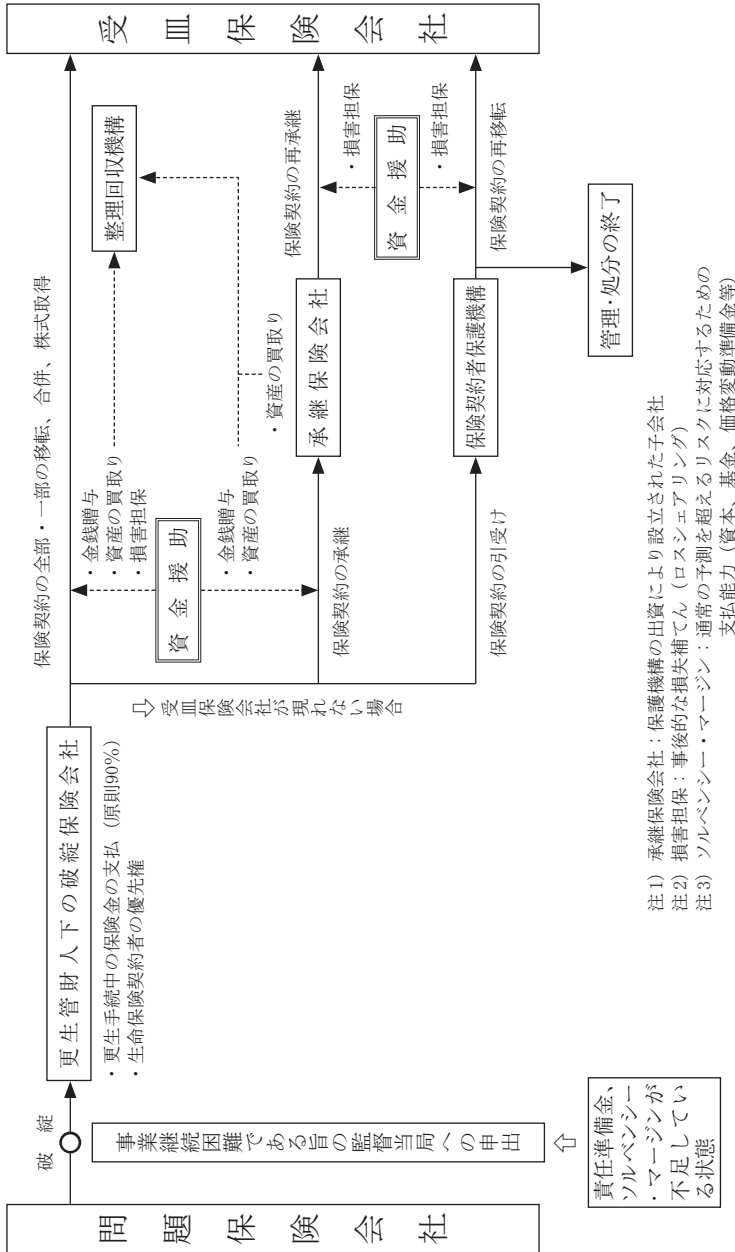 問題保険会社
破綻
事業継続困難である旨の監督当局への申出
責任準備金、
ソルベンシー
・マージンが
不足してい
る状態
更生管財人下の破綻保険会社
・更生手続中の保険金の支払(原則90%)
・生命保険契約者の優先権
受皿保険会社が現れない場合
保険契約の全部・一部の移転、合併、株式取得
・金銭贈与
・資産の買取り
・損害担保
資金援助
・金銭贈与
・資産の買取り
保険契約の承継
保険契約の引受け
整理回収機構
・資産の買取り
承継保険会社
保険契約者保護機構
保険契約の再承継
・損害担保
資金援助
・損害担保
保険契約の再移転
管理・処分の終了
受皿保険会社
注1) 承継保険会社:保護機構の出資により設立された子会社
注2) 損害担保:事後的な損失補てん(ロスシェアリング)
注3) ソルベンシー・マージン:通常の予測を超えるリスクに対応するための
支払能力(資本、基金、価格変動準備金等)